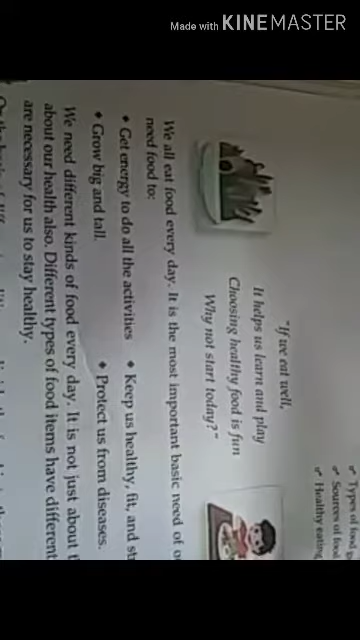 Made with KINEMASTER
Types of food
Sources of food
Healthy eating
"If we eat well,
It helps us learn and play
Choosing healthy food is fun
Why not start today?"
We all eat food every day. It is the most important basic need of
need food to:
Get energy to do all the activities
Keep us healthy, fit, and
Grow big and tall.
Protect us from diseases.
We need different kinds of food every day. It is not just about
about our health also. Different types of food items have different
are necessary for us to stay healthy.